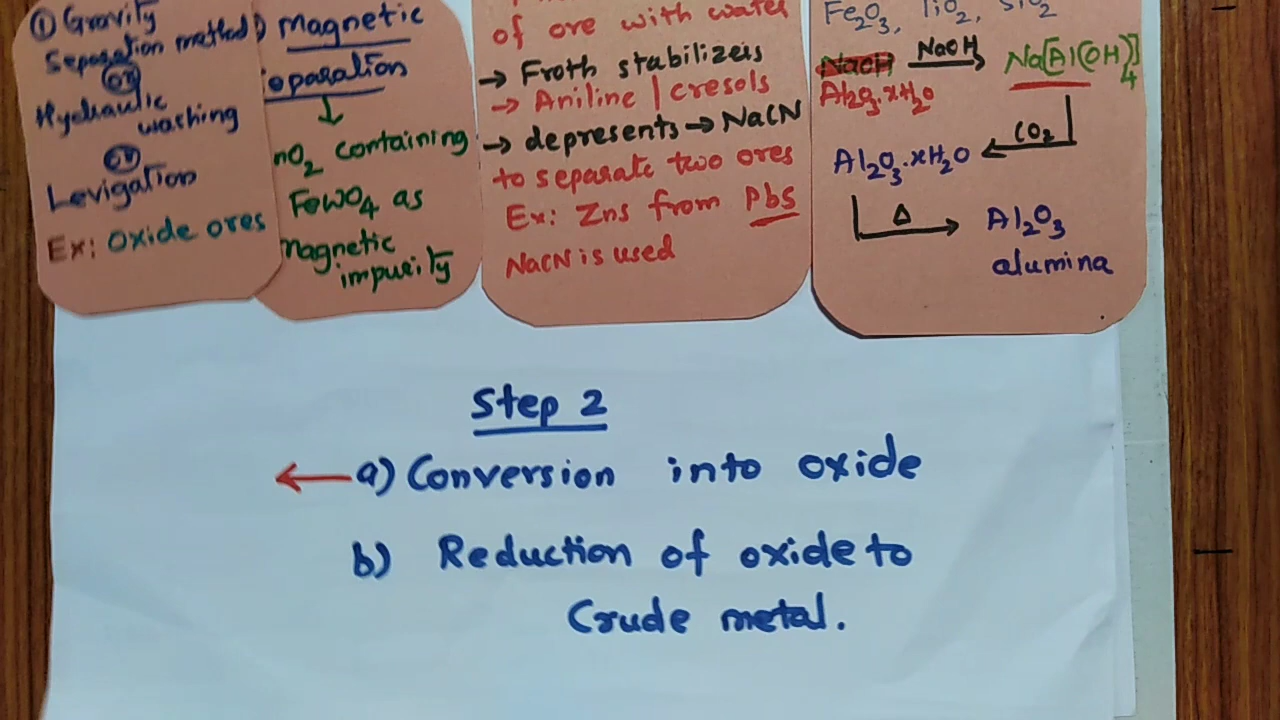 ① Gravity
Separation method
(or)
Hydraulic
washing
(or)
Levigation
Ex: Oxide ores
) Magnetic
separation
nO2 containing
FeWO4 as
magnetic
impurity
of ore with water
→ Froth stabilizers
→ Aniline | cresols
→ depresents → NaCN
to separate two ores
Ex: Zns from PbS
NaCN is used
Fe2O3, TiO2, SiO2
NaOH NaOH → Na[Al(OH)4]
Al2O3.xH2O
CO2
Al2O3.xH2O ←
Δ → Al2O3
alumina
Step 2
← a) Conversion into oxide
b) Reduction of oxide to
Crude metal.